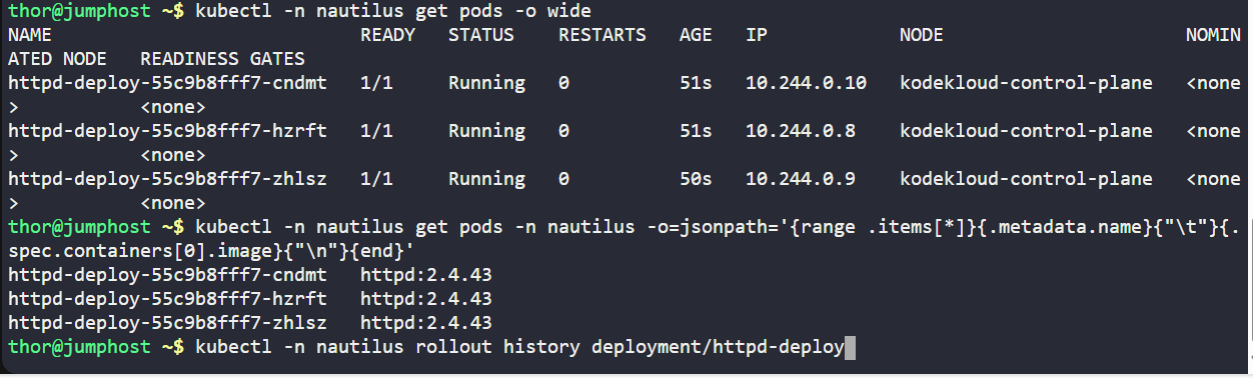 thor@jumphost ~$ kubectl -n nautilus get pods -o wide
NAME                            READY   STATUS    RESTARTS   AGE   IP            NODE                      NOMIN
ATED NODE   READINESS GATES
httpd-deploy-55c9b8fff7-cndmt   1/1     Running   0          51s   10.244.0.10   kodekloud-control-plane   <none
>           <none>
httpd-deploy-55c9b8fff7-hzrft   1/1     Running   0          51s   10.244.0.8    kodekloud-control-plane   <none
>           <none>
httpd-deploy-55c9b8fff7-zhlsz   1/1     Running   0          50s   10.244.0.9    kodekloud-control-plane   <none
>           <none>
thor@jumphost ~$ kubectl -n nautilus get pods -n nautilus -o=jsonpath='{range .items[*]}{.metadata.name}{"\t"}{.
spec.containers[0].image}{"\n"}{end}'
httpd-deploy-55c9b8fff7-cndmt   httpd:2.4.43
httpd-deploy-55c9b8fff7-hzrft   httpd:2.4.43
httpd-deploy-55c9b8fff7-zhlsz   httpd:2.4.43
thor@jumphost ~$ kubectl -n nautilus rollout history deployment/httpd-deploy